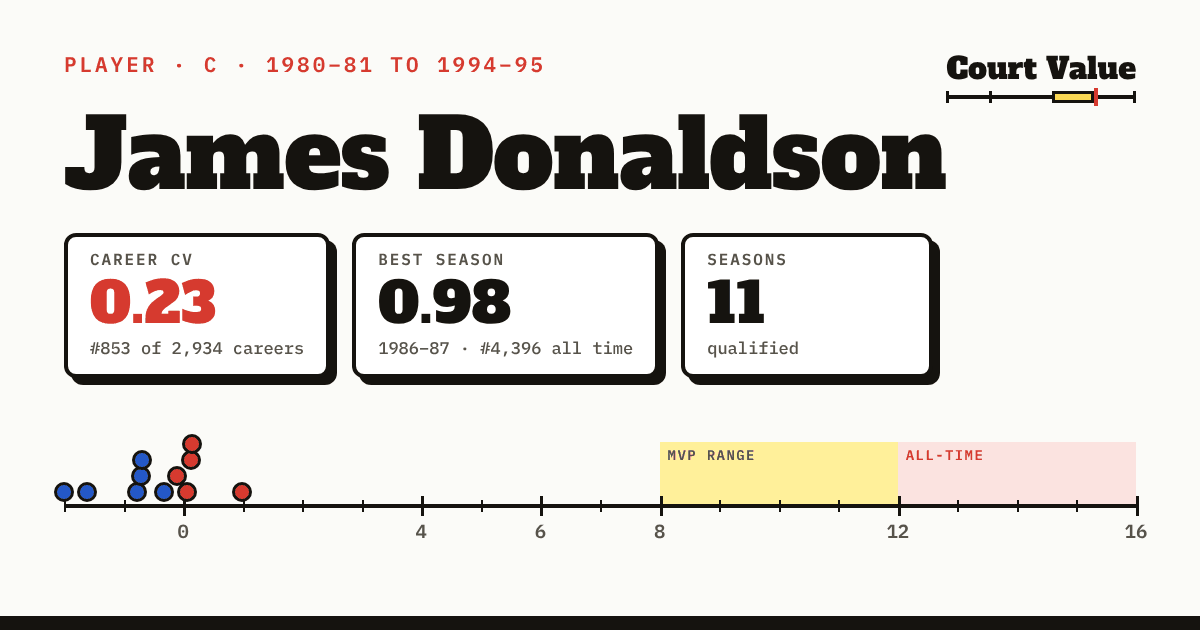 PLAYER · C · 1980–81 TO 1994–95
Court Value
James Donaldson
CAREER CV
0.23
#853 of 2,934 careers
BEST SEASON
0.98
1986–87 · #4,396 all time
SEASONS
11
qualified
MVP RANGE
ALL-TIME
0 4 6 8 12 16